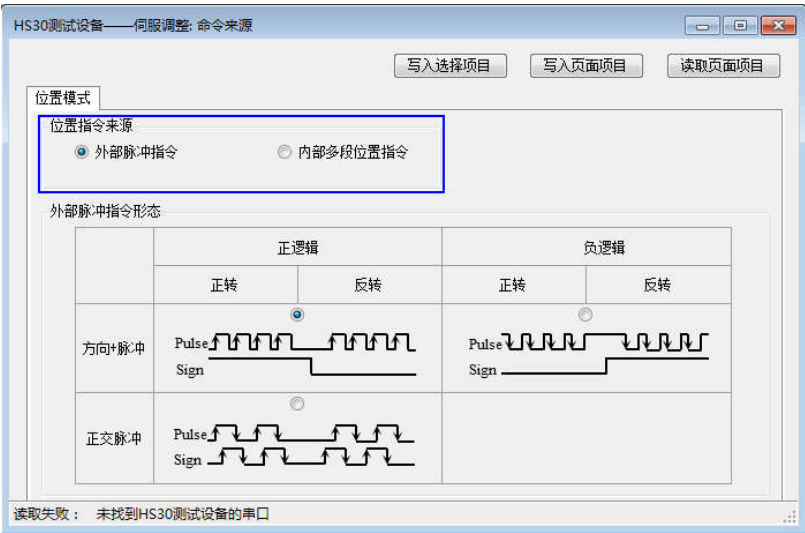 HS30测试设备——伺服调整: 命令来源
写入选择项目 写入页面项目 读取页面项目
位置模式
位置指令来源
外部脉冲指令 内部多段位置指令
外部脉冲指令形态
正逻辑 负逻辑
正转 反转 正转 反转
方向+脉冲
Pulse Pulse
Sign Sign
正交脉冲
Pulse
Sign
读取失败： 未找到HS30测试设备的串口